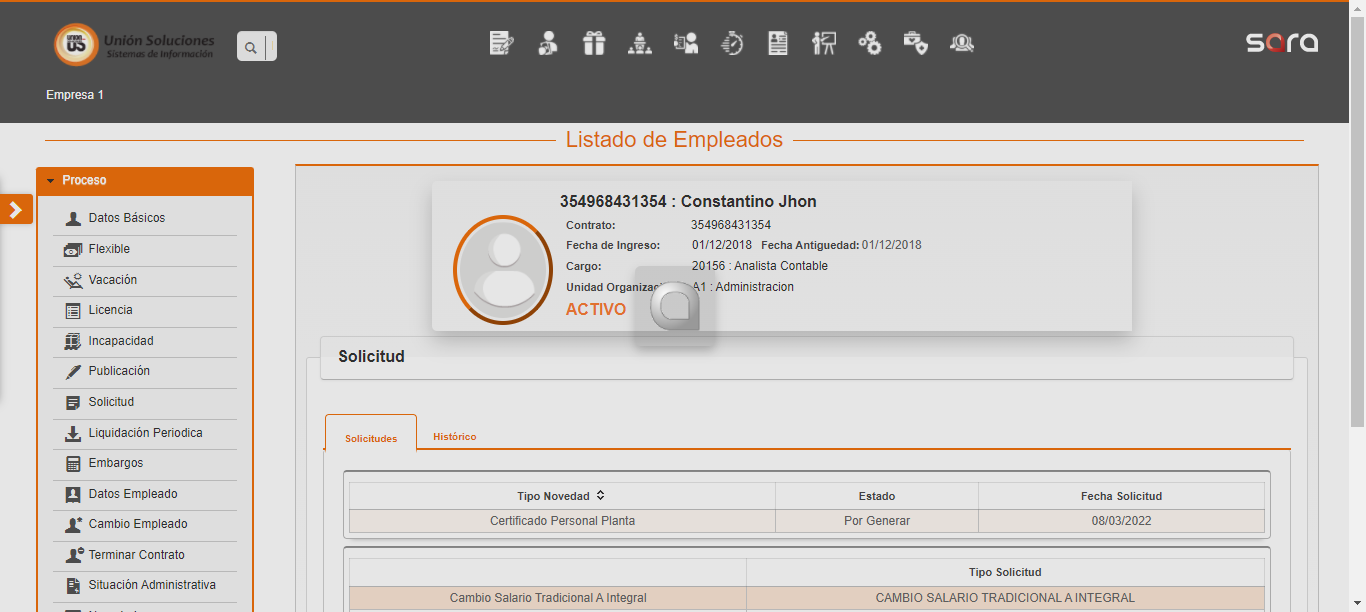 Unión Soluciones
Sistemas de Información
sara
Empresa 1
Listado de Empleados
Proceso
Datos Básicos
Flexible
Vacación
Licencia
Incapacidad
Publicación
Solicitud
Liquidación Periodica
Embargos
Datos Empleado
Cambio Empleado
Terminar Contrato
Situación Administrativa
354968431354 : Constantino Jhon
Contrato: 354968431354
Fecha de Ingreso: 01/12/2018 Fecha Antiguedad: 01/12/2018
Cargo: 20156 : Analista Contable
Unidad A1 : Administracion
ACTIVO
Solicitud
Solicitudes Histórico
Tipo Novedad Estado Fecha Solicitud
Certificado Personal Planta Por Generar 08/03/2022
Tipo Solicitud
Cambio Salario Tradicional A Integral CAMBIO SALARIO TRADICIONAL A INTEGRAL